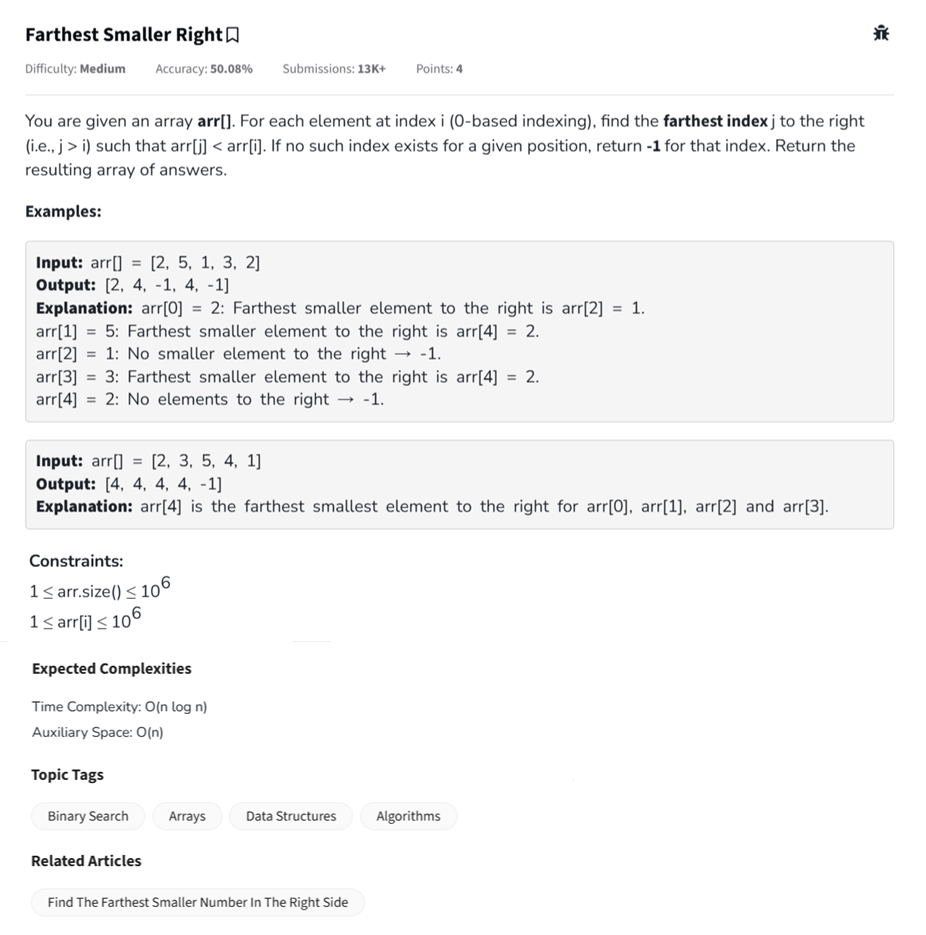 Farthest Smaller Right
Difficulty: Medium Accuracy: 50.08% Submissions: 13K+ Points: 4
You are given an array arr[]. For each element at index i (0-based indexing), find the farthest index j to the right
(i.e., j > i) such that arr[j] < arr[i]. If no such index exists for a given position, return -1 for that index. Return the
resulting array of answers.
Examples:
Input: arr[] = [2, 5, 1, 3, 2]
Output: [2, 4, -1, 4, -1]
Explanation: arr[0] = 2: Farthest smaller element to the right is arr[2] = 1.
arr[1] = 5: Farthest smaller element to the right is arr[4] = 2.
arr[2] = 1: No smaller element to the right → -1.
arr[3] = 3: Farthest smaller element to the right is arr[4] = 2.
arr[4] = 2: No elements to the right → -1.
Input: arr[] = [2, 3, 5, 4, 1]
Output: [4, 4, 4, 4, -1]
Explanation: arr[4] is the farthest smallest element to the right for arr[0], arr[1], arr[2] and arr[3].
Constraints:
1 ≤ arr.size() ≤ 10⁶
1 ≤ arr[i] ≤ 10⁶
Expected Complexities
Time Complexity: O(n log n)
Auxiliary Space: O(n)
Topic Tags
Binary Search Arrays Data Structures Algorithms
Related Articles
Find The Farthest Smaller Number In The Right Side